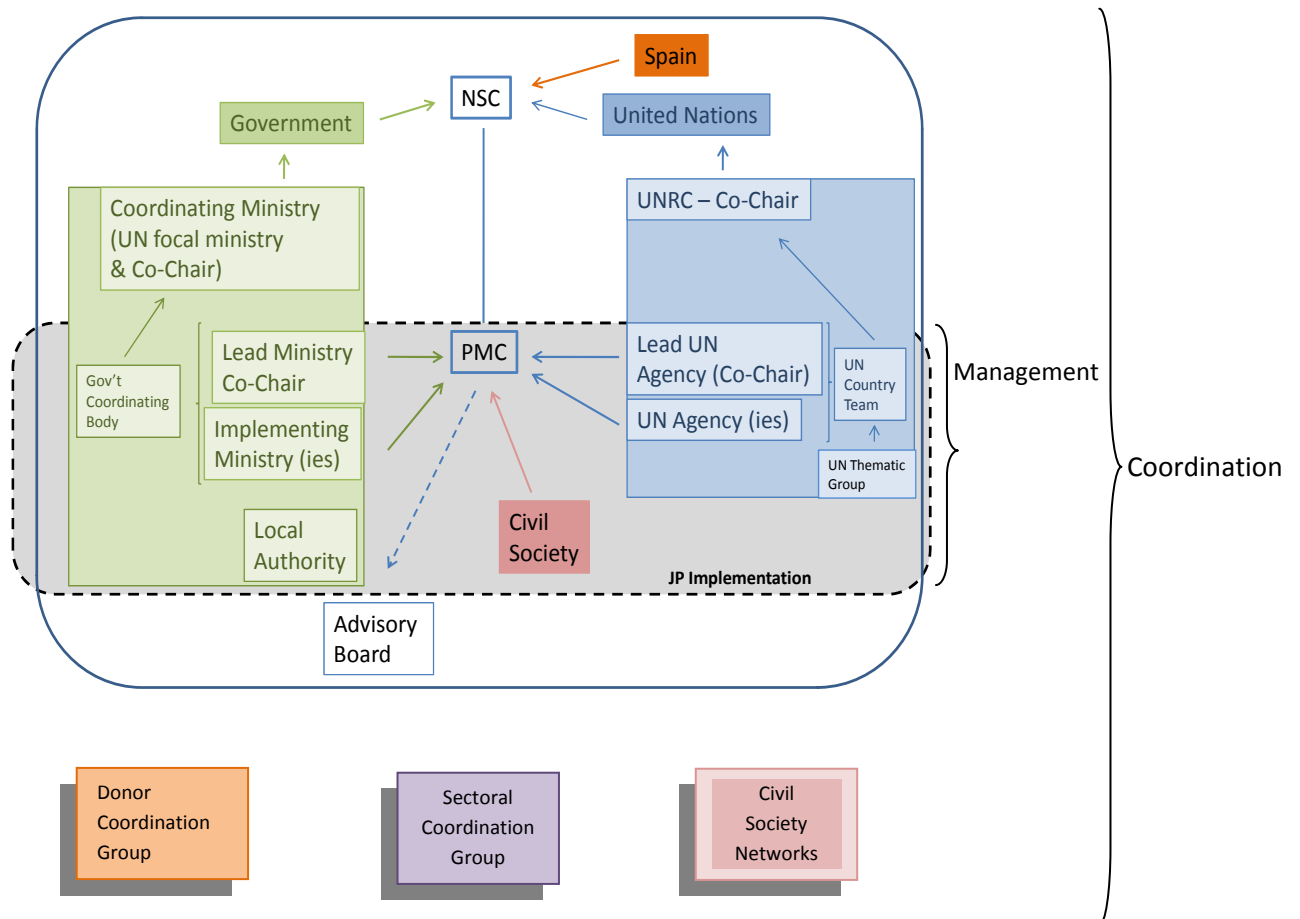 Spain
NSC
Government
United Nations
Coordinating Ministry
(UN focal ministry
& Co-Chair)
UNRC – Co-Chair
Lead Ministry
Co-Chair
PMC
Lead UN
Agency (Co-Chair)
Management
Gov't
Coordinating
Body
UN
Country
Team
Implementing
Ministry (ies)
UN Agency (ies)
UN Thematic
Group
Coordination
Local
Authority
Civil
Society
JP Implementation
Advisory
Board
Donor
Coordination
Group
Sectoral
Coordination
Group
Civil
Society
Networks